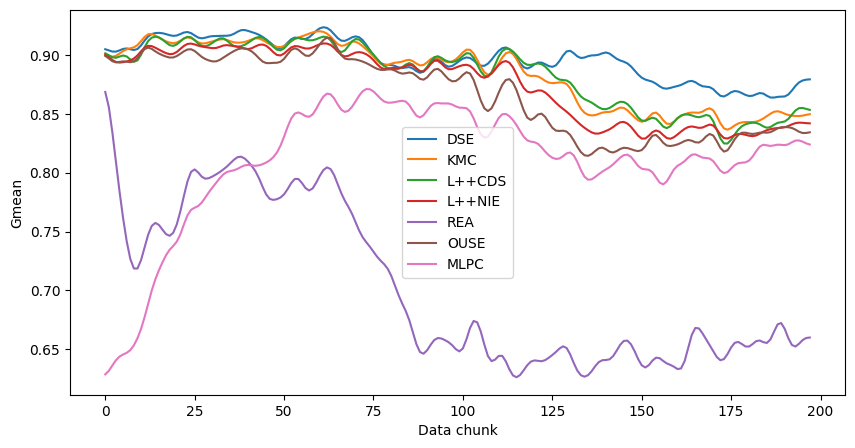 Gmean
0.90
0.85
0.80
0.75
0.70
0.65
DSE
KMC
L++CDS
L++NIE
REA
OUSE
MLPC
0 25 50 75 100 125 150 175 200
Data chunk